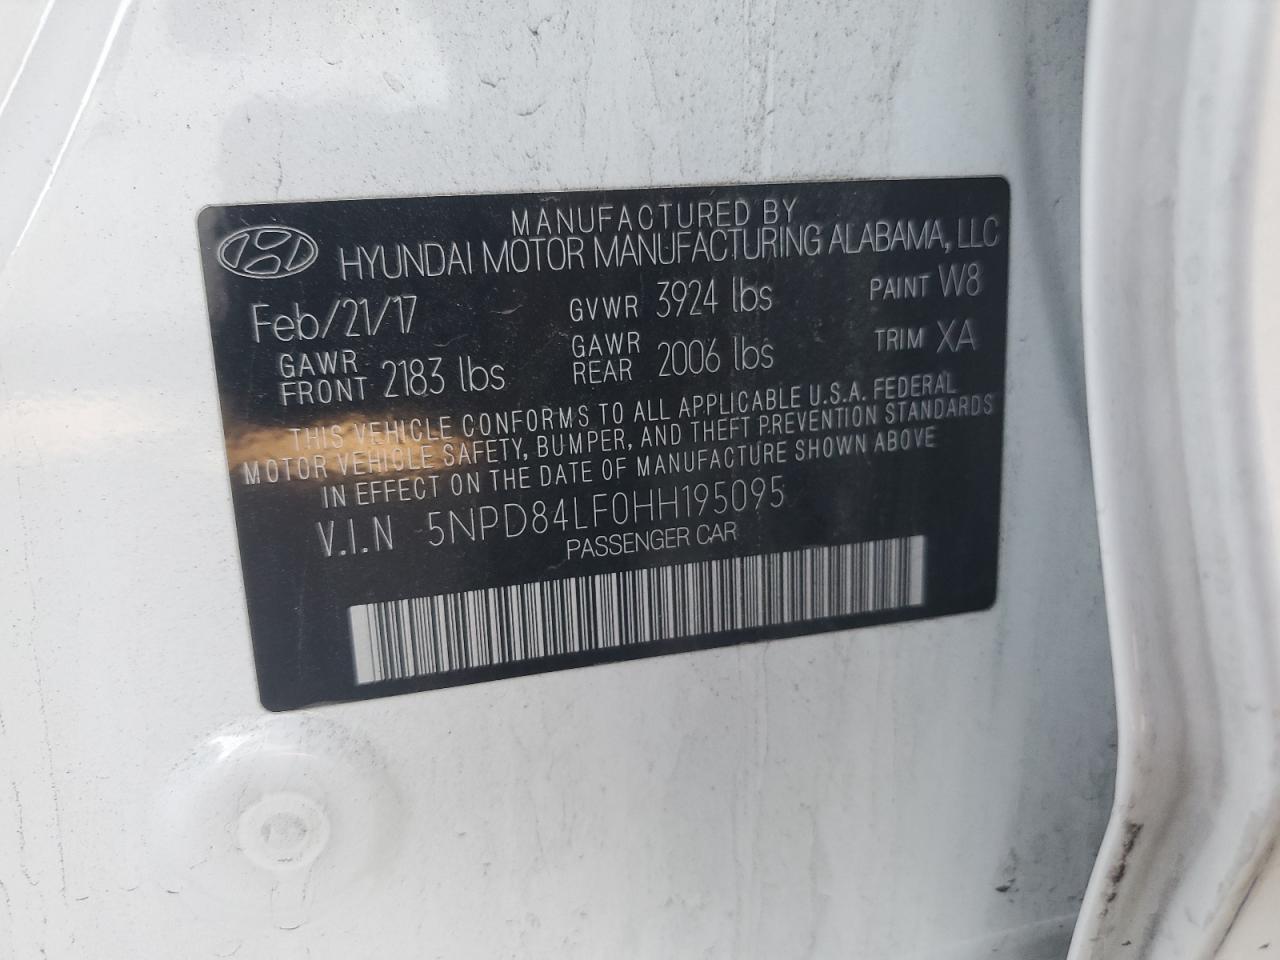 MANUFACTURED BY
HYUNDAI MOTOR MANUFACTURING ALABAMA, LLC
Feb/21/17 GVWR 3924 lbs PAINT W8
GAWR FRONT 2183 lbs GAWR REAR 2006 lbs TRIM XA
THIS VEHICLE CONFORMS TO ALL APPLICABLE U.S.A. FEDERAL
MOTOR VEHICLE SAFETY, BUMPER, AND THEFT PREVENTION STANDARDS
IN EFFECT ON THE DATE OF MANUFACTURE SHOWN ABOVE
V.I.N 5NPD84LF0HH195095
PASSENGER CAR